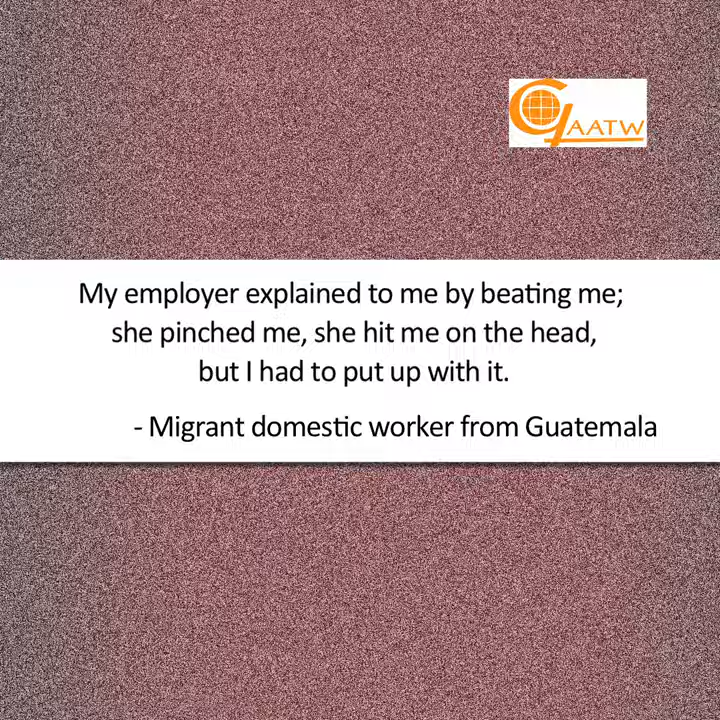 GAATW
My employer explained to me by beating me;
she pinched me, she hit me on the head,
but I had to put up with it.
- Migrant domestic worker from Guatemala